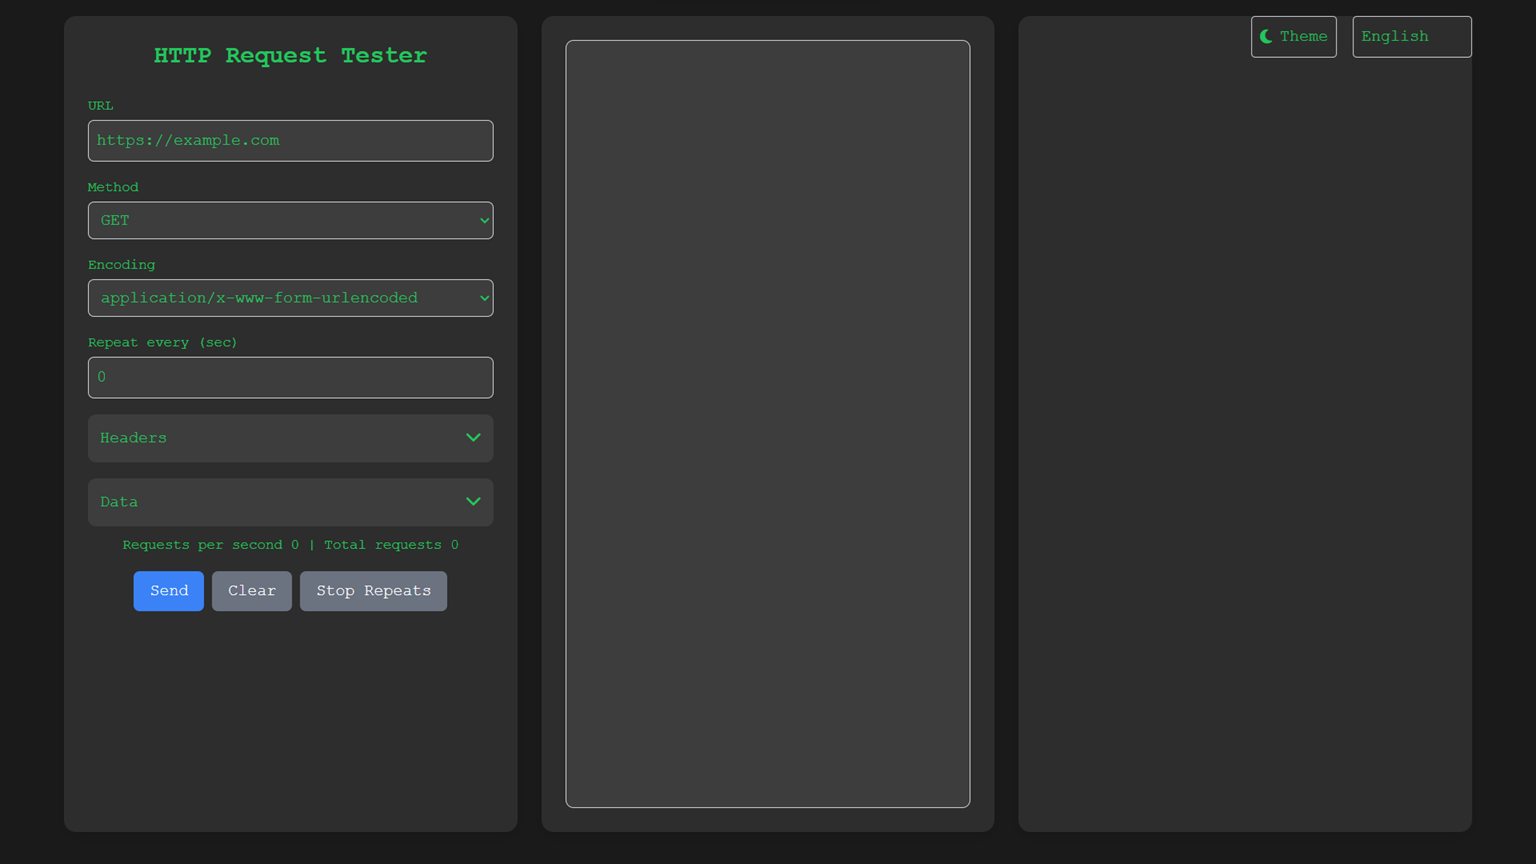 HTTP Request Tester
URL
https://example.com
Method
GET
Encoding
application/x-www-form-urlencoded
Repeat every (sec)
0
Headers
Data
Requests per second 0 | Total requests 0
Send Clear Stop Repeats
Theme English